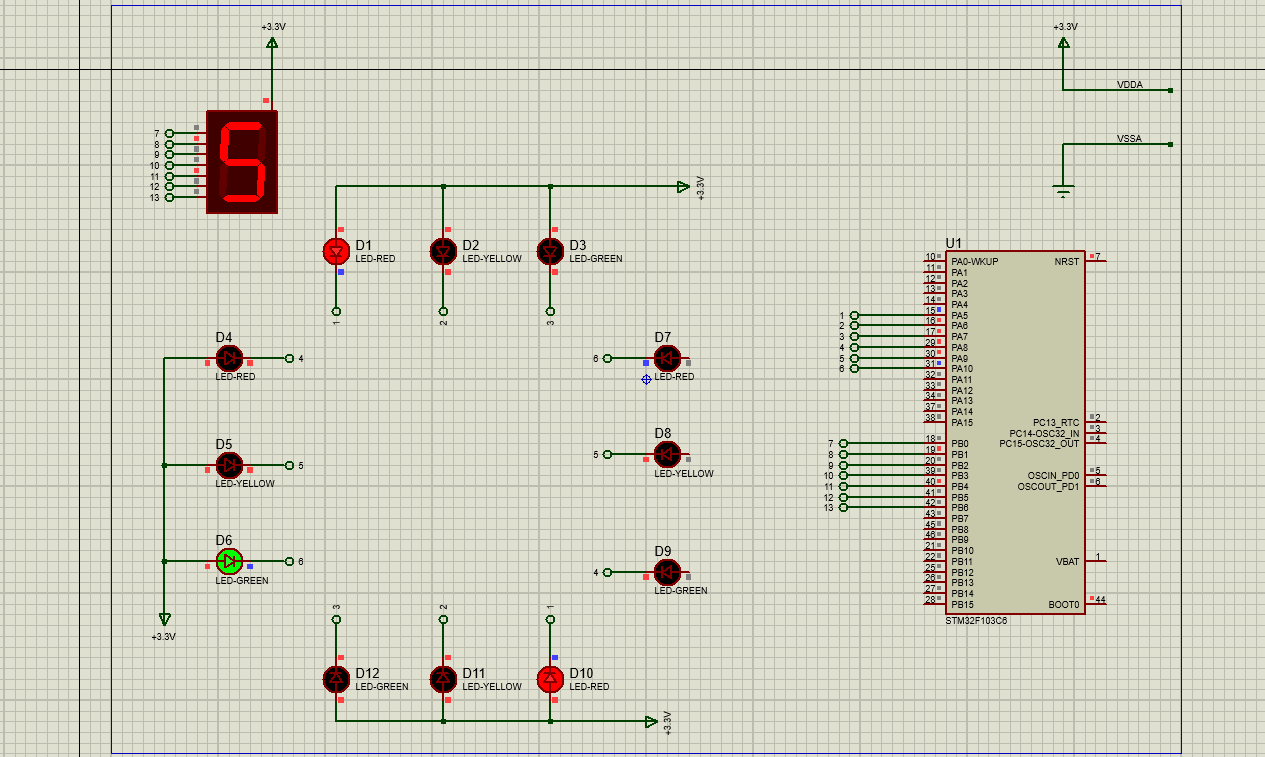 +3.3V
+3.3V
VDDA
VSSA
7
8
9
10
11
12
13
+3.3V
D1
LED-RED
D2
LED-YELLOW
D3
LED-GREEN
1
2
3
D4
LED-RED
4
D5
LED-YELLOW
5
D6
LED-GREEN
6
+3.3V
6
D7
LED-RED
5
D8
LED-YELLOW
4
D9
LED-GREEN
3
2
1
D12
LED-GREEN
D11
LED-YELLOW
D10
LED-RED
+3.3V
U1
10 PA0-WKUP NRST 7
11 PA1
12 PA2
13 PA3
14 PA4
1 15 PA5
2 16 PA6
3 17 PA7
4 29 PA8
5 30 PA9
6 31 PA10
32 PA11
33 PA12
34 PA13
37 PA14
38 PA15 PC13_RTC 2
PC14-OSC32_IN 3
7 18 PB0 PC15-OSC32_OUT 4
8 19 PB1
9 20 PB2
10 39 PB3 OSCIN_PD0 5
11 40 PB4 OSCOUT_PD1 6
12 41 PB5
13 42 PB6
43 PB7
45 PB8
46 PB9
21 PB10
22 PB11 VBAT 1
25 PB12
26 PB13
27 PB14
28 PB15 BOOT0 44
STM32F103C6